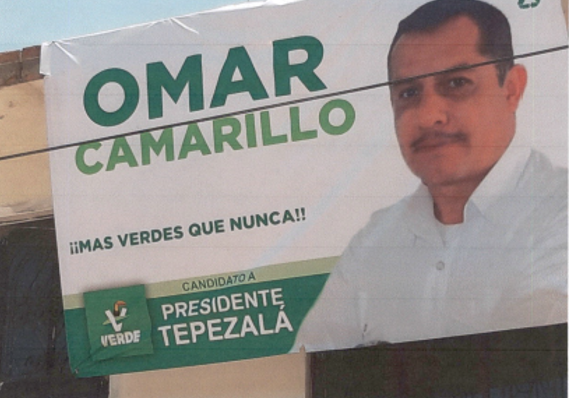 OMAR
CAMARILLO
¡¡MAS VERDES QUE NUNCA!!
CANDIDATO A
PRESIDENTE
TEPEZALÁ
VERDE